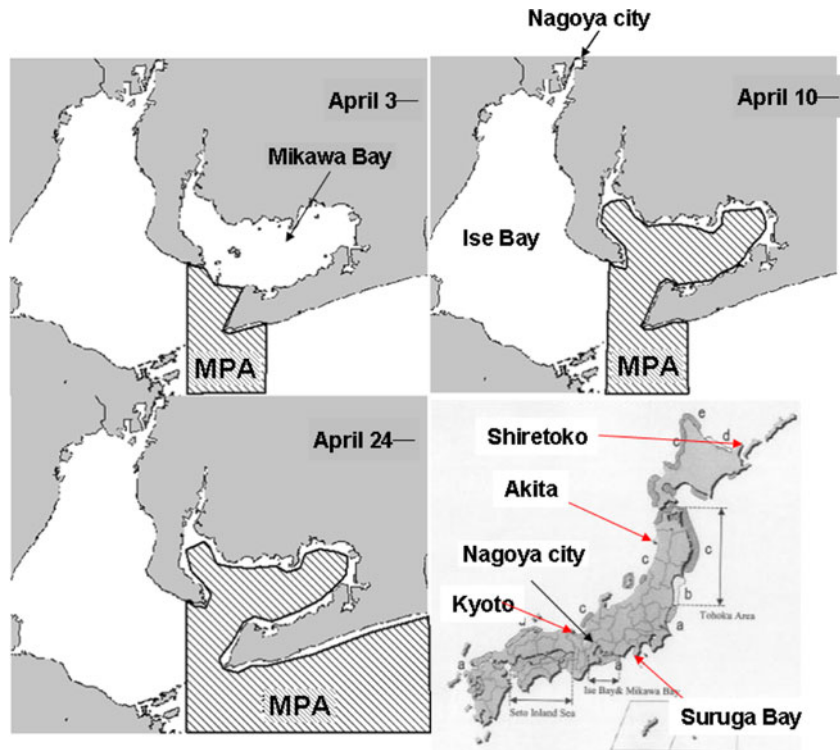 Nagoya city
April 3
Mikawa Bay
MPA
April 10
Ise Bay
MPA
April 24
MPA
e
Shiretoko
c
d
Akita
Nagoya city
c
c
Kyoto
c
b
Tohoku Area
a
a
a
Ise Bay& Mikawa Bay
Seto Inland Sea
Suruga Bay